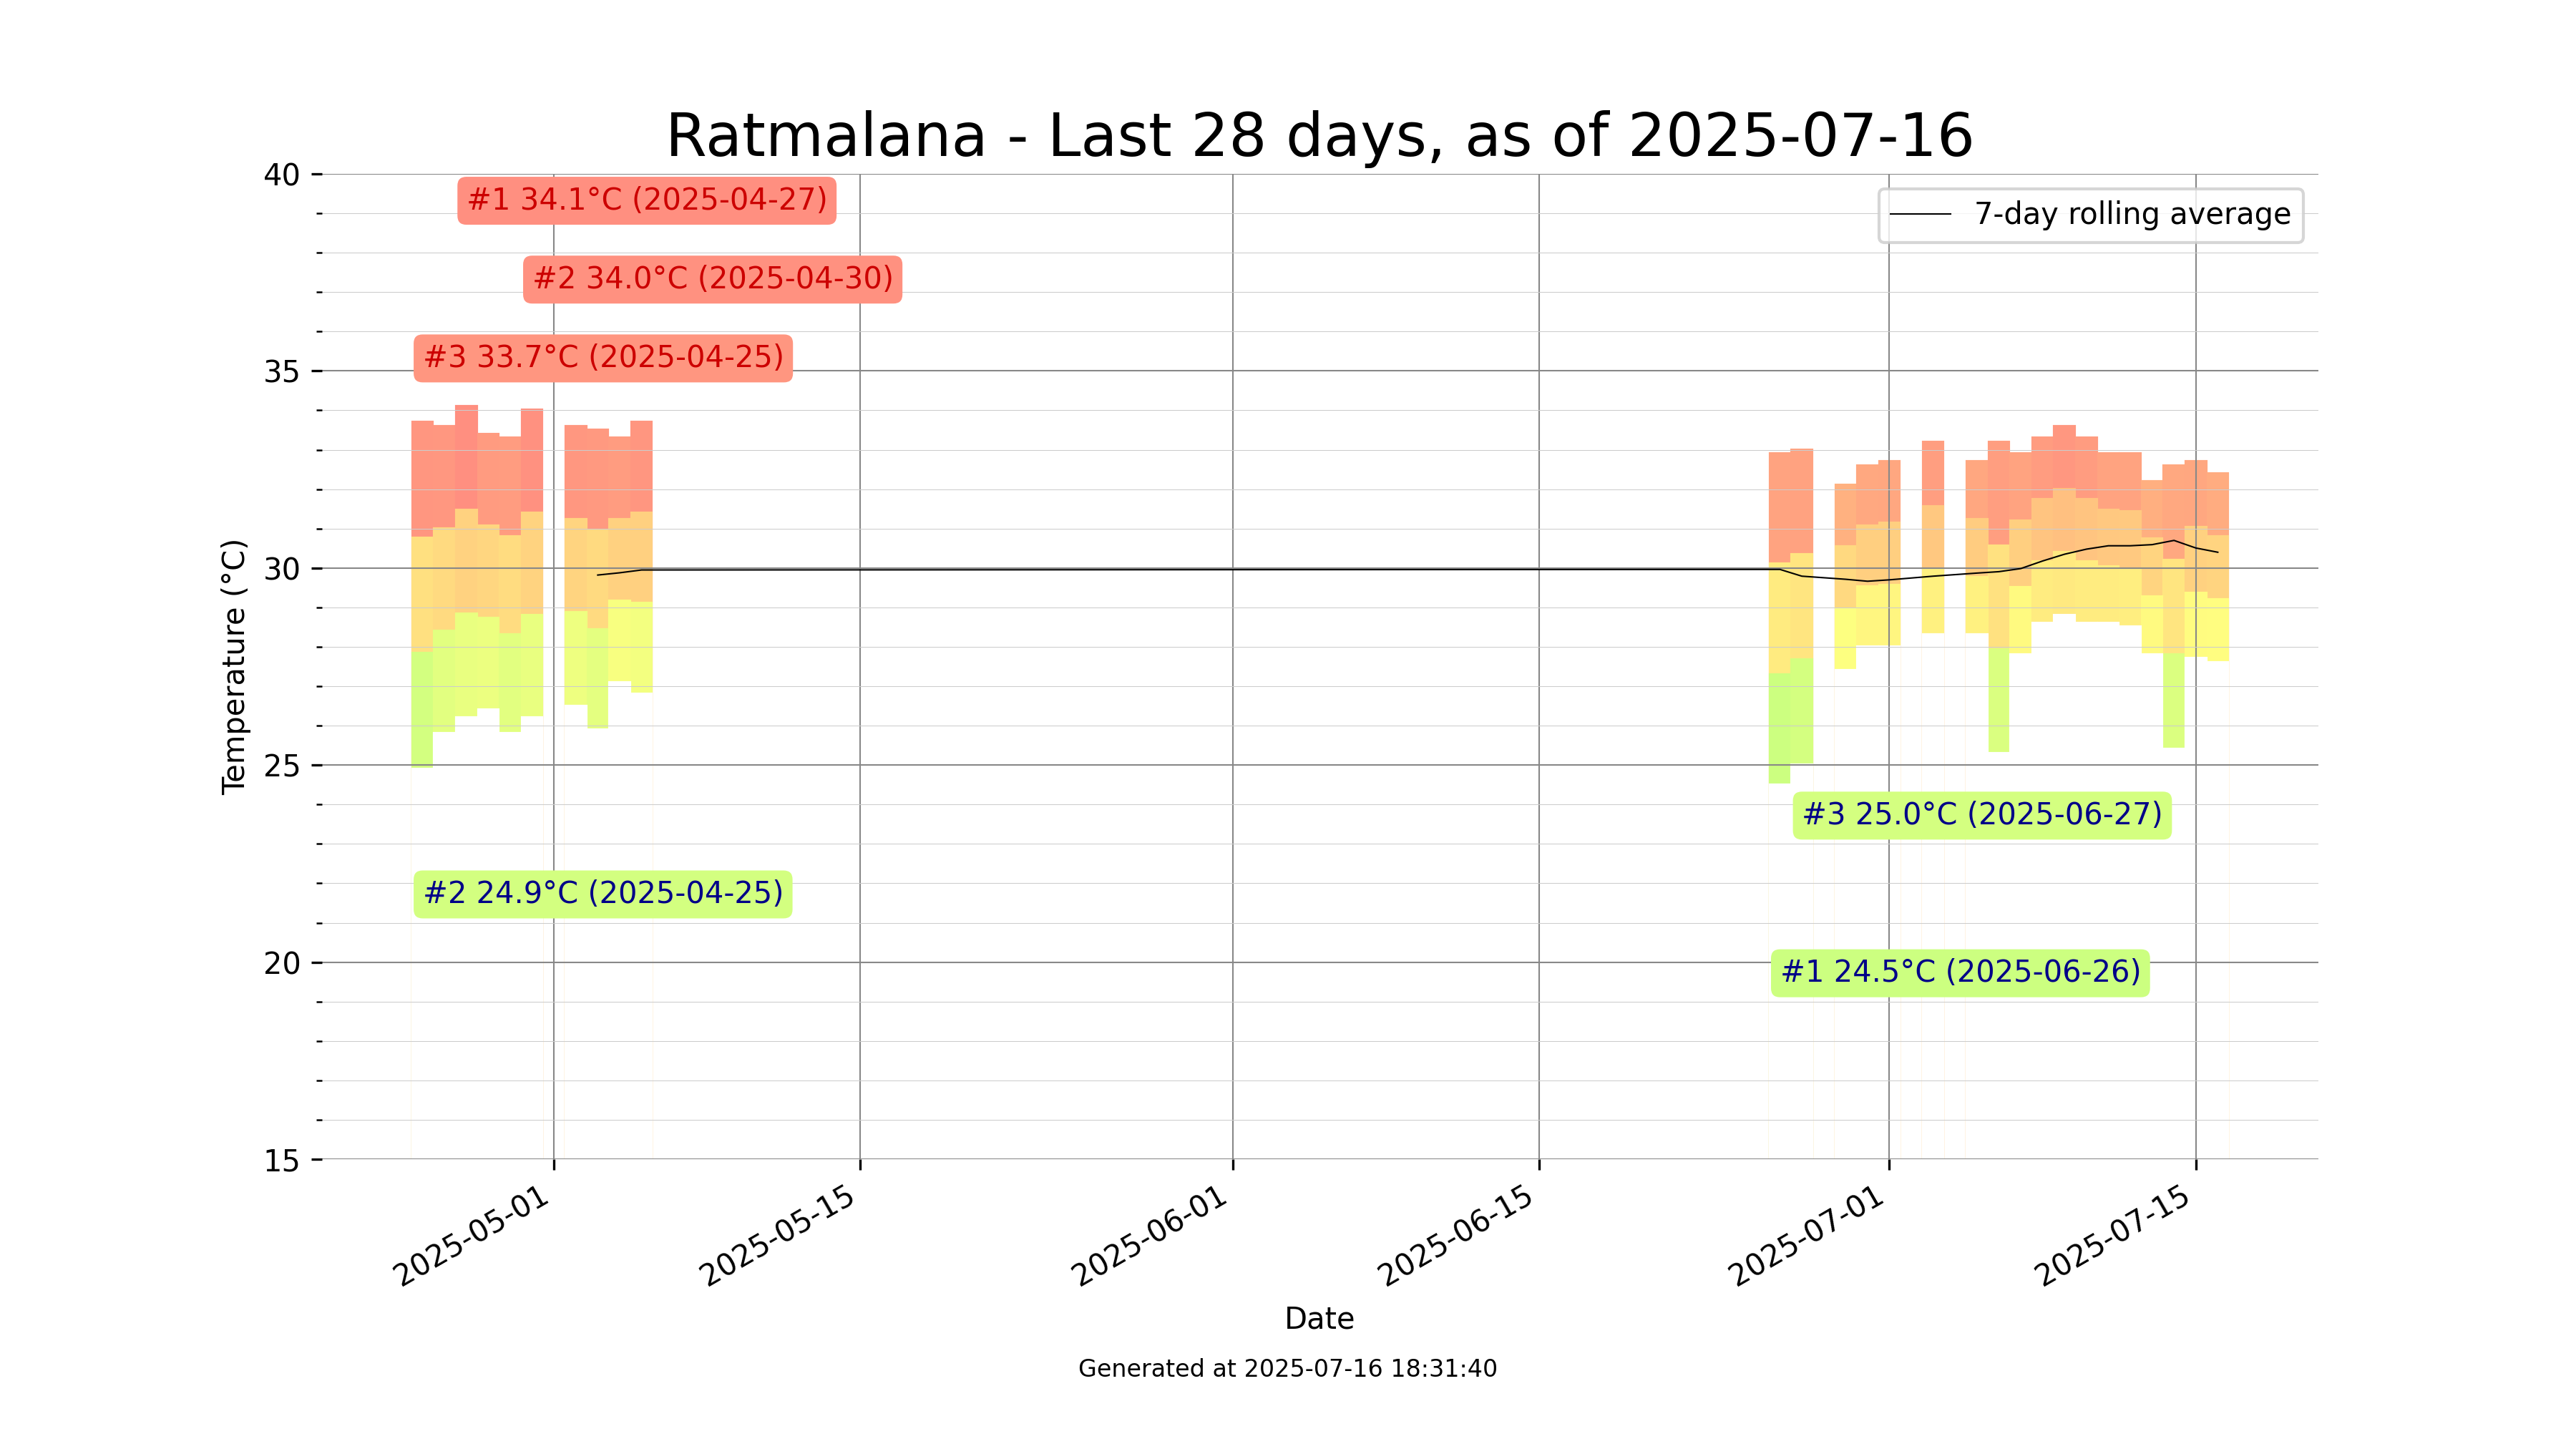 Ratmalana - Last 28 days, as of 2025-07-16
40
35
30
25
20
15
Temperature (°C)
#1 34.1°C (2025-04-27)
#2 34.0°C (2025-04-30)
#3 33.7°C (2025-04-25)
7-day rolling average
#3 25.0°C (2025-06-27)
#2 24.9°C (2025-04-25)
#1 24.5°C (2025-06-26)
2025-05-01
2025-05-15
2025-06-01
2025-06-15
2025-07-01
2025-07-15
Date
Generated at 2025-07-16 18:31:40